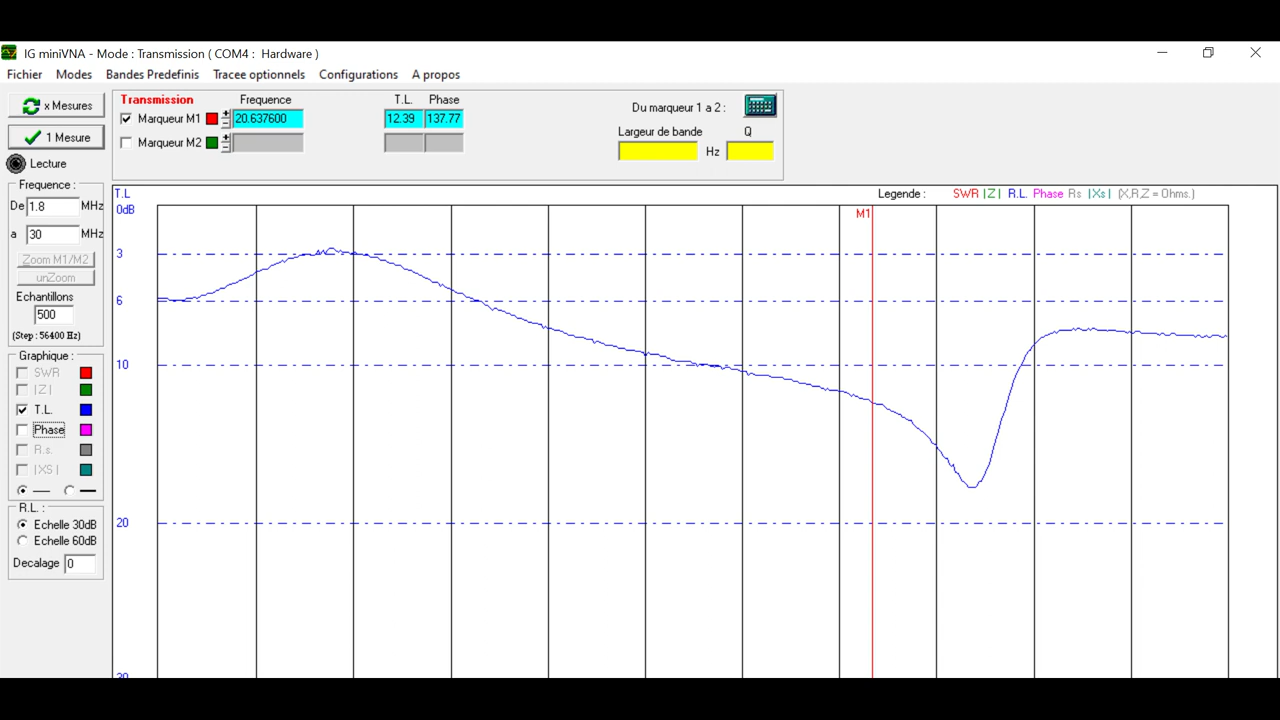 IG miniVNA - Mode : Transmission ( COM4 :  Hardware )
Fichier Modes Bandes Predefinis Tracee optionnels Configurations A propos
x Mesures
1 Mesure
Lecture
Transmission Frequence T.L. Phase
Marqueur M1 20.637600 12.39 137.77
Marqueur M2
Du marqueur 1 a 2 :
Largeur de bande Q
Hz
Frequence :
De 1.8 MHz
a 30 MHz
Zoom M1/M2
unZoom
Echantillons
500
(Step : 56400 Hz)
Graphique :
SWR
|Z|
T.L.
Phase
R.s.
|XS|
R.L. :
Echelle 30dB
Echelle 60dB
Decalage 0
T.L Legende : SWR |Z| R.L. Phase Rs |Xs| (X,R,Z = Ohms.)
0dB
M1
3
6
10
20
30